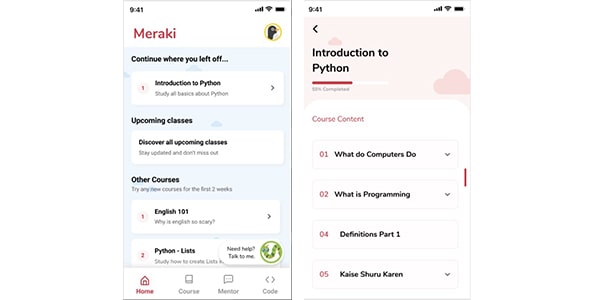 9:41
Meraki
Continue where you left off...
1 Introduction to Python
Study all basics about Python
Upcoming classes
Discover all upcoming classes
Stay updated and don't miss out
Other Courses
Try any new courses for the first 2 weeks
1 English 101
Why is english so scary?
2 Python - Lists
Study how to create Lists
Need help?
Talk to me.
Home Course Mentor Code
9:41
Introduction to
Python
55% Completed
Course Content
01 What do Computers Do
02 What is Programming
04 Definitions Part 1
05 Kaise Shuru Karen